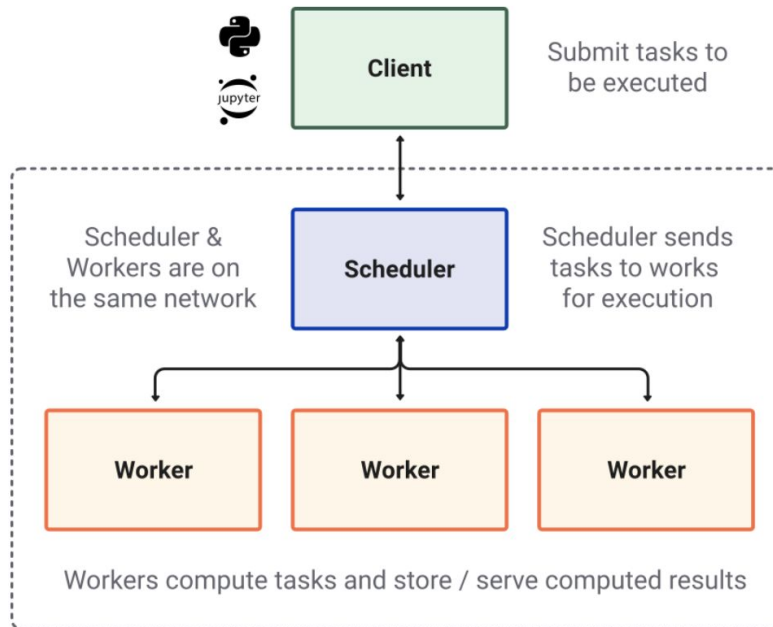 Client
Submit tasks to
be executed
jupyter
Scheduler &
Workers are on
the same network
Scheduler
Scheduler sends
tasks to works
for execution
Worker
Worker
Worker
Workers compute tasks and store / serve computed results